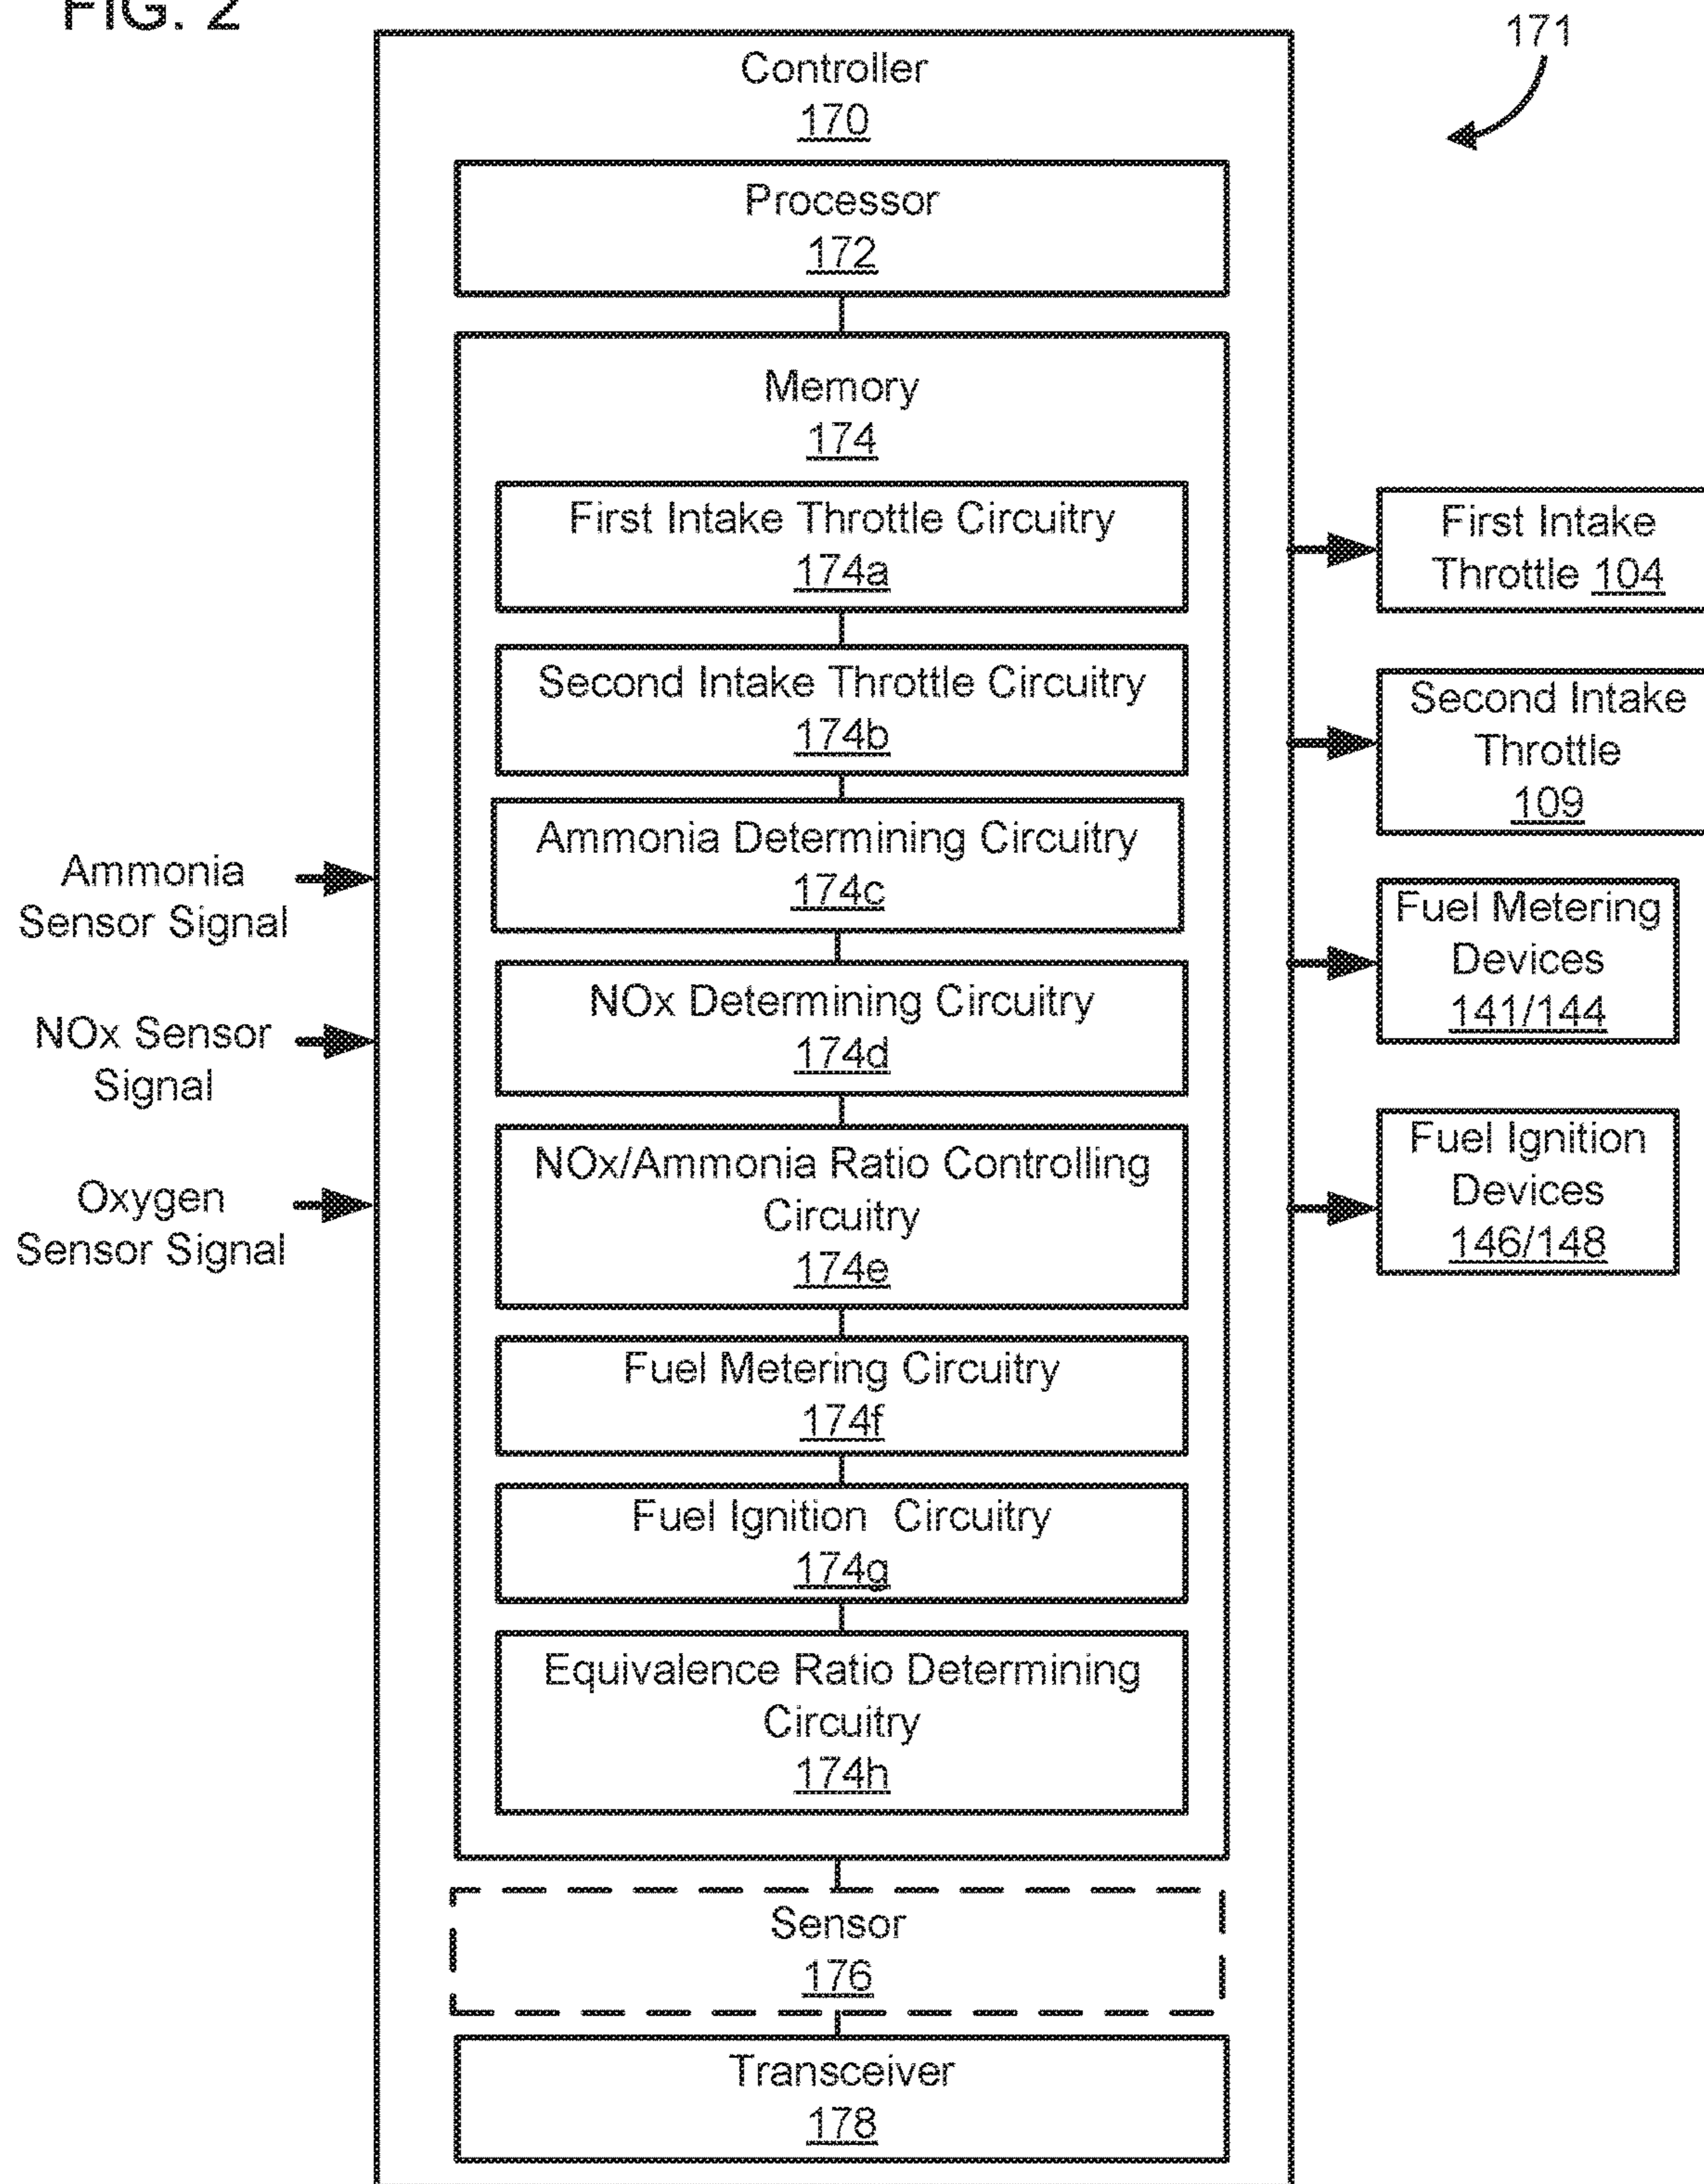 FIG. 2
171
Controller
170
Processor
172
Memory
174
First Intake Throttle Circuitry
174a
Second Intake Throttle Circuitry
174b
Ammonia Determining Circuitry
174c
NOx Determining Circuitry
174d
NOx/Ammonia Ratio Controlling
Circuitry
174e
Fuel Metering Circuitry
174f
Fuel Ignition Circuitry
174g
Equivalence Ratio Determining
Circuitry
174h
Sensor
176
Transceiver
178
Ammonia
Sensor Signal
NOx Sensor
Signal
Oxygen
Sensor Signal
First Intake
Throttle 104
Second Intake
Throttle
109
Fuel Metering
Devices
141/144
Fuel Ignition
Devices
146/148